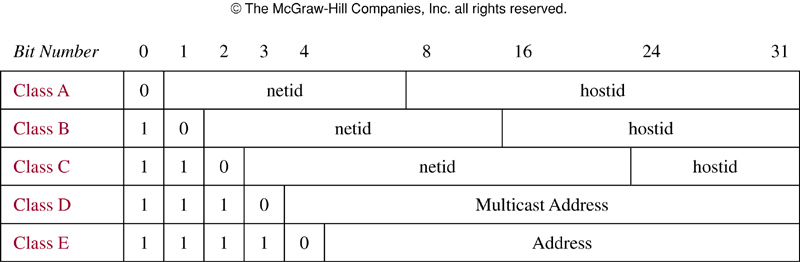 © The McGraw-Hill Companies, Inc. all rights reserved.
Bit Number 0 1 2 3 4 8 16 24 31
Class A 0 netid hostid
Class B 1 0 netid hostid
Class C 1 1 0 netid hostid
Class D 1 1 1 0 Multicast Address
Class E 1 1 1 1 0 Address